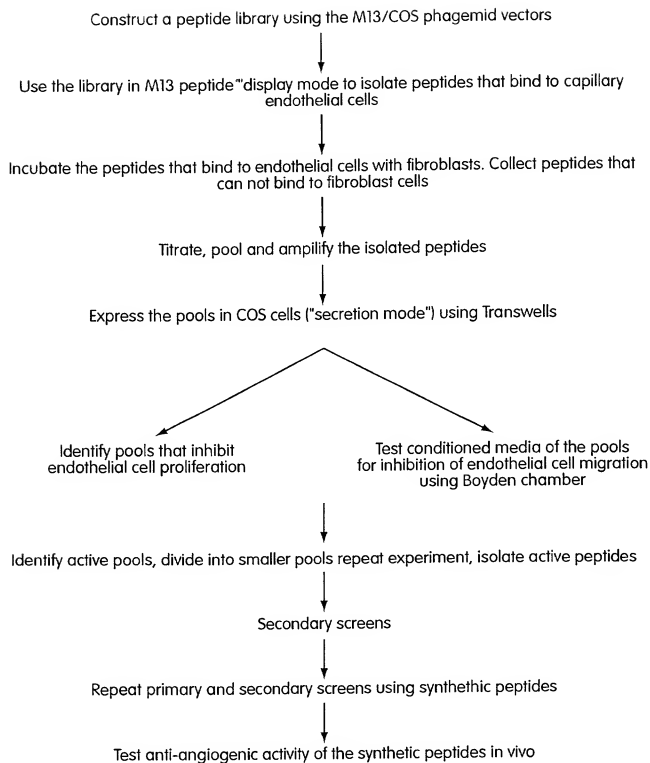 Construct a peptide library using the M13/COS phagemid vectors
Use the library in M13 peptide‴display mode to isolate peptides that bind to capillary
endothelial cells
Incubate the peptides that bind to endothelial cells with fibroblasts. Collect peptides that
can not bind to fibroblast cells
Titrate, pool and ampilify the isolated peptides
Express the pools in COS cells ("secretion mode") using Transwells
Identify pools that inhibit
endothelial cell proliferation
Test conditioned media of the pools
for inhibition of endothelial cell migration
using Boyden chamber
Identify active pools, divide into smaller pools repeat experiment, isolate active peptides
Secondary screens
Repeat primary and secondary screens using synthethic peptides
Test anti-angiogenic activity of the synthetic peptides in vivo